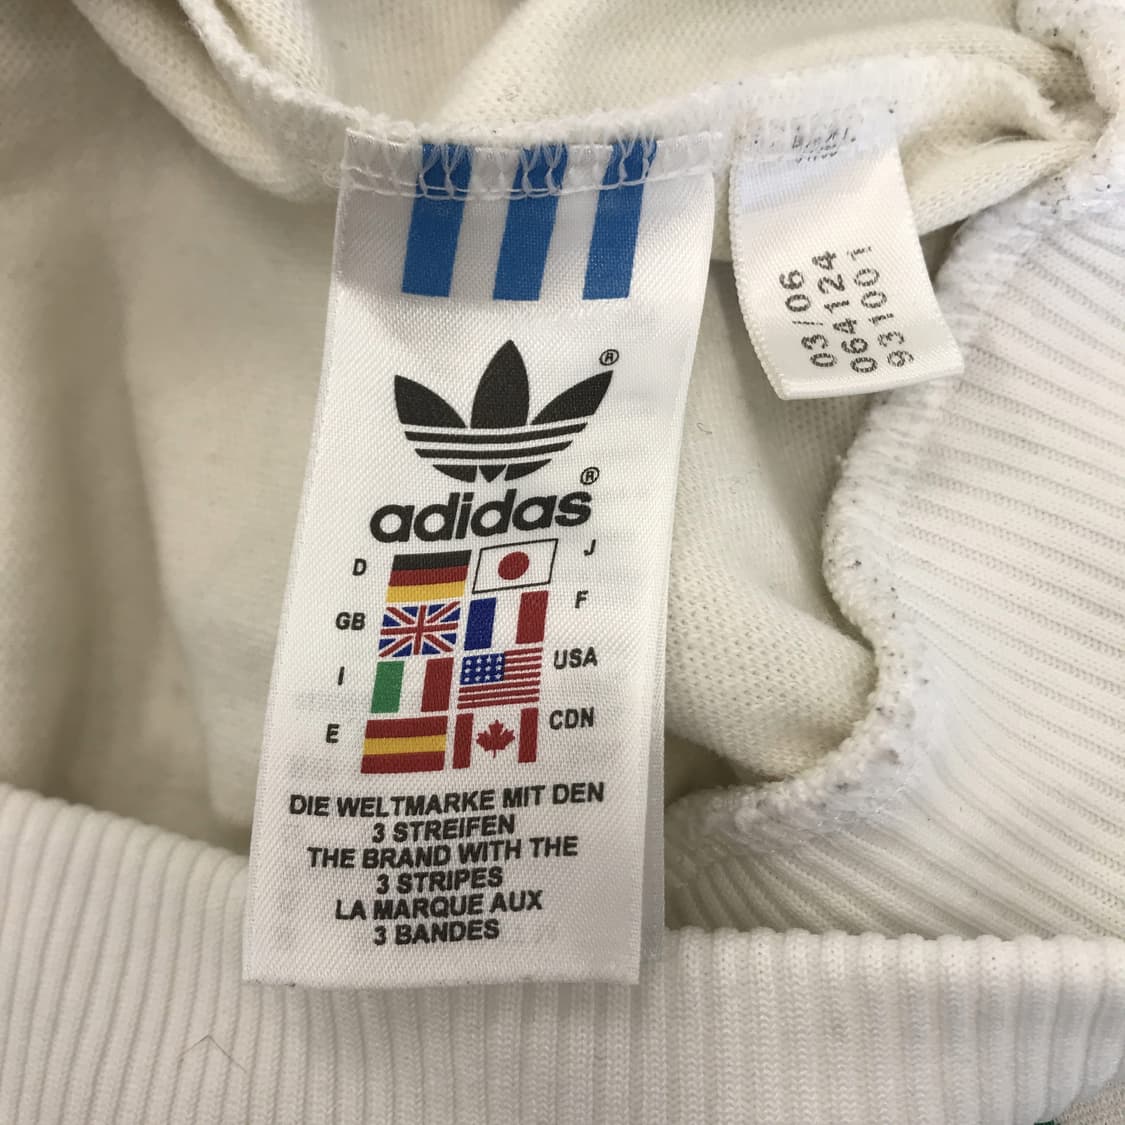 ®
®
adidas
D
J
GB
F
I
USA
E
CDN
DIE WELTMARKE MIT DEN
3 STREIFEN
THE BRAND WITH THE
3 STRIPES
LA MARQUE AUX
3 BANDES
03/06
064124
931001